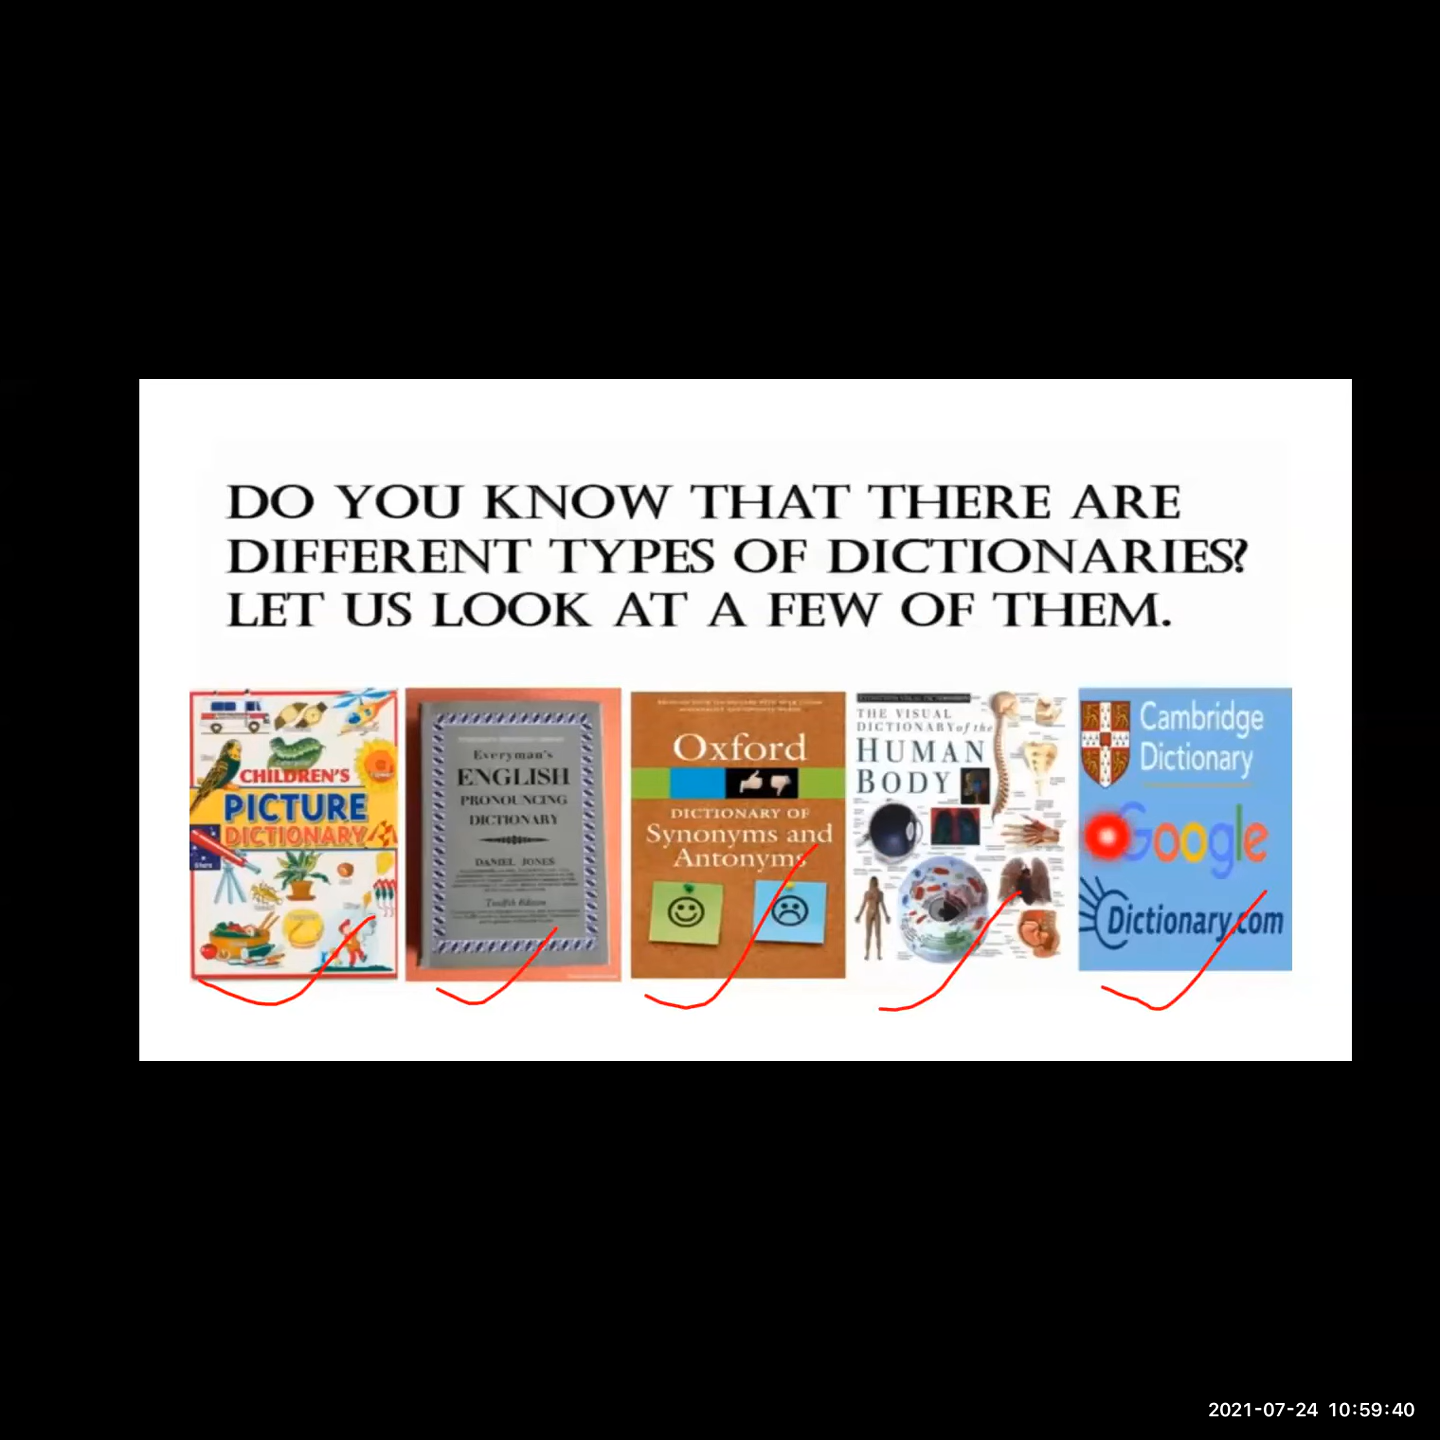 DO YOU KNOW THAT THERE ARE
DIFFERENT TYPES OF DICTIONARIES?
LET US LOOK AT A FEW OF THEM.
CHILDREN'S
PICTURE
DICTIONARY
Everyman's
ENGLISH
PRONOUNCING
DICTIONARY
DANIEL JONES
Twelfth Edition
Oxford
DICTIONARY OF
Synonyms and
Antonyms
THE VISUAL
DICTIONARY of the
HUMAN
BODY
Cambridge
Dictionary
Google
Dictionary.com
2021-07-24 10:59:40